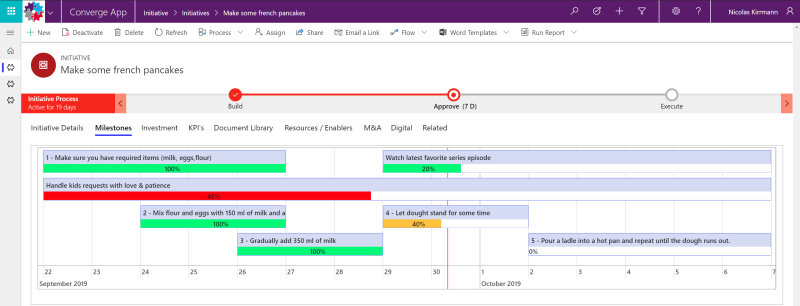 Converge App Initiative > Initiatives > Make some french pancakes Nicolas Kirrmann
+ New Deactivate Delete Refresh Process Assign Share Email a Link Flow Word Templates Run Report
INITIATIVE
Make some french pancakes
Initiative Process
Active for 19 days
Build Approve (7 D) Execute
Initiative Details Milestones Investment KPI's Document Library Resources / Enablers M&A Digital Related
1 - Make sure you have required items (milk, eggs,flour) Watch latest favorite series episode
100% 20%
Handle kids requests with love & patience
45%
2 - Mix flour and eggs with 150 ml of milk and a 4 - Let dought stand for some time
100% 40%
3 - Gradually add 350 ml of milk 5 - Pour a ladle into a hot pan and repeat until the dough runs out.
100% 0%
22 23 24 25 26 27 28 29 30 1 2 3 4 5 6 7
September 2019 October 2019